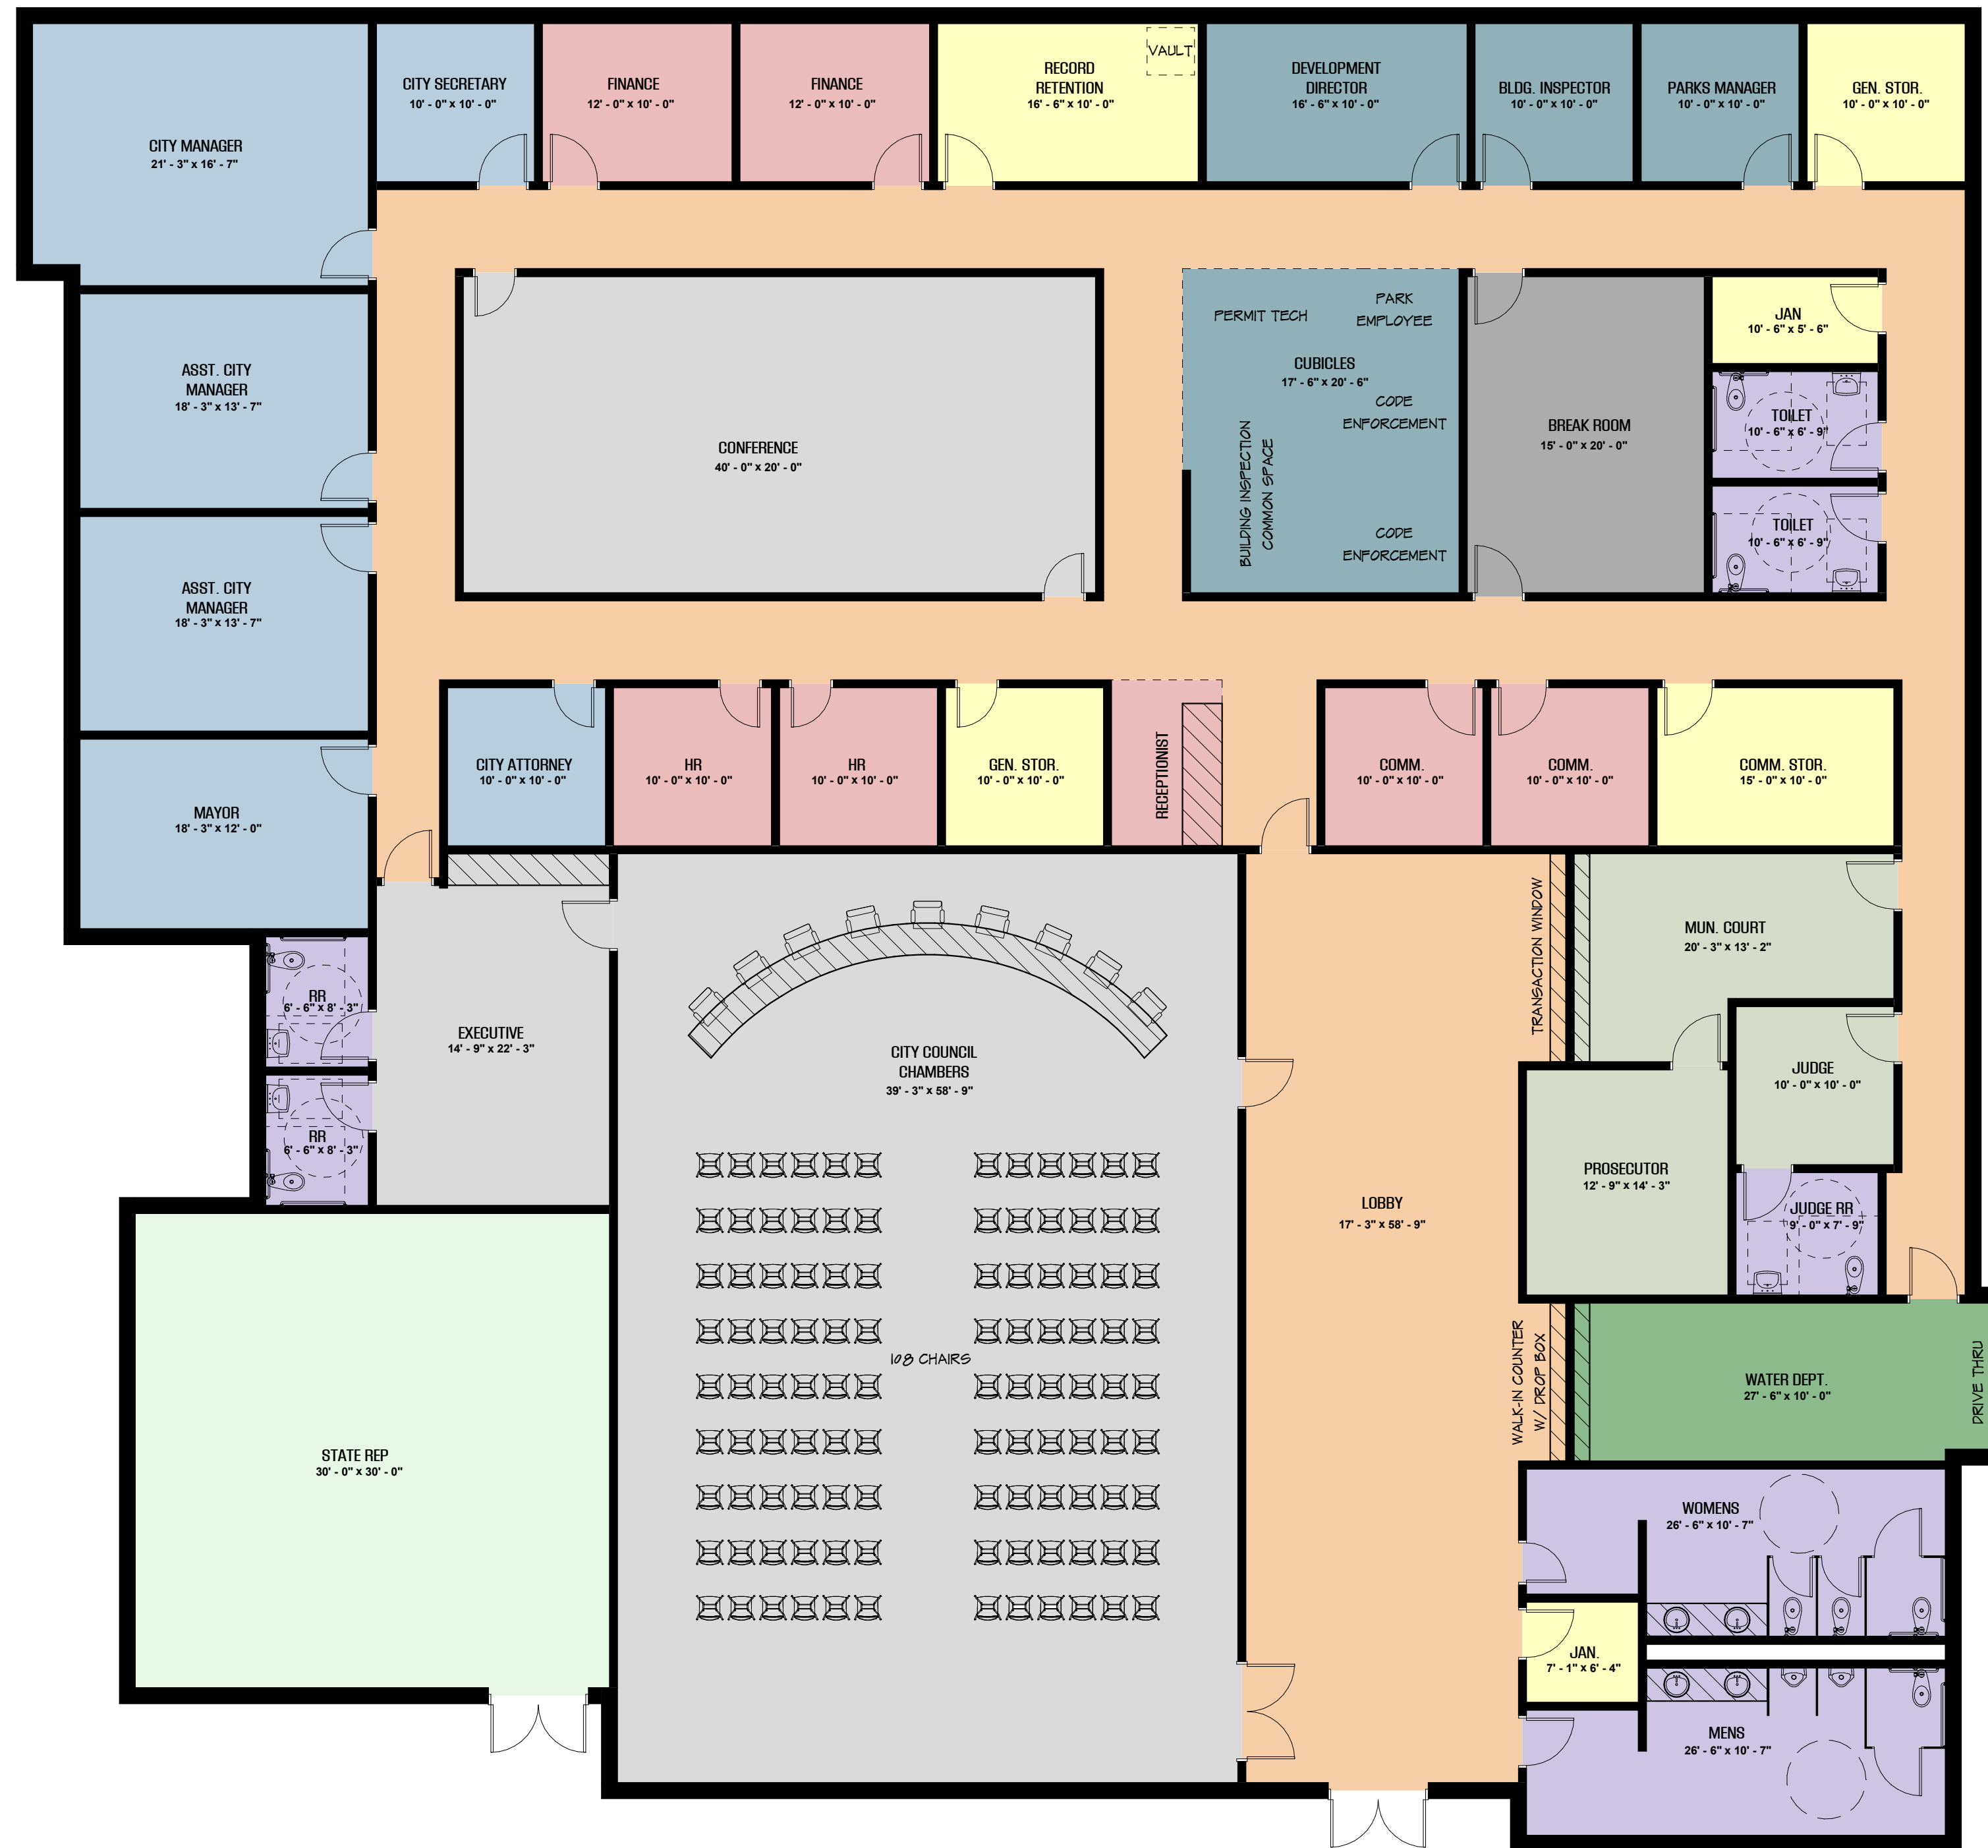 CITY MANAGER
21' - 3" x 16' - 7"
CITY SECRETARY
10' - 0" x 10' - 0"
FINANCE
12' - 0" x 10' - 0"
FINANCE
12' - 0" x 10' - 0"
RECORD
RETENTION
16' - 6" x 10' - 0"
VAULT
DEVELOPMENT
DIRECTOR
16' - 6" x 10' - 0"
BLDG. INSPECTOR
10' - 0" x 10' - 0"
PARKS MANAGER
10' - 0" x 10' - 0"
GEN. STOR.
10' - 0" x 10' - 0"
ASST. CITY
MANAGER
18' - 3" x 13' - 7"
CONFERENCE
40' - 0" x 20' - 0"
PERMIT TECH
PARK
EMPLOYEE
CUBICLES
17' - 6" x 20' - 6"
CODE
ENFORCEMENT
BUILDING INSPECTION
COMMON SPACE
CODE
ENFORCEMENT
BREAK ROOM
15' - 0" x 20' - 0"
JAN
10' - 6" x 5' - 6"
TOILET
10' - 6" x 6' - 9"
TOILET
10' - 6" x 6' - 9"
ASST. CITY
MANAGER
18' - 3" x 13' - 7"
MAYOR
18' - 3" x 12' - 0"
CITY ATTORNEY
10' - 0" x 10' - 0"
HR
10' - 0" x 10' - 0"
HR
10' - 0" x 10' - 0"
GEN. STOR.
10' - 0" x 10' - 0"
RECEPTIONIST
COMM.
10' - 0" x 10' - 0"
COMM.
10' - 0" x 10' - 0"
COMM. STOR.
15' - 0" x 10' - 0"
RR
6' - 6" x 8' - 3"
RR
6' - 6" x 8' - 3"
EXECUTIVE
14' - 9" x 22' - 3"
CITY COUNCIL
CHAMBERS
39' - 3" x 58' - 9"
108 CHAIRS
LOBBY
17' - 3" x 58' - 9"
TRANSACTION WINDOW
MUN. COURT
20' - 3" x 13' - 2"
JUDGE
10' - 0" x 10' - 0"
PROSECUTOR
12' - 9" x 14' - 3"
JUDGE RR
9' - 0" x 7' - 9"
WALK-IN COUNTER
W/ DROP BOX
WATER DEPT.
27' - 6" x 10' - 0"
DRIVE THRU
STATE REP
30' - 0" x 30' - 0"
WOMENS
26' - 6" x 10' - 7"
JAN.
7' - 1" x 6' - 4"
MENS
26' - 6" x 10' - 7"